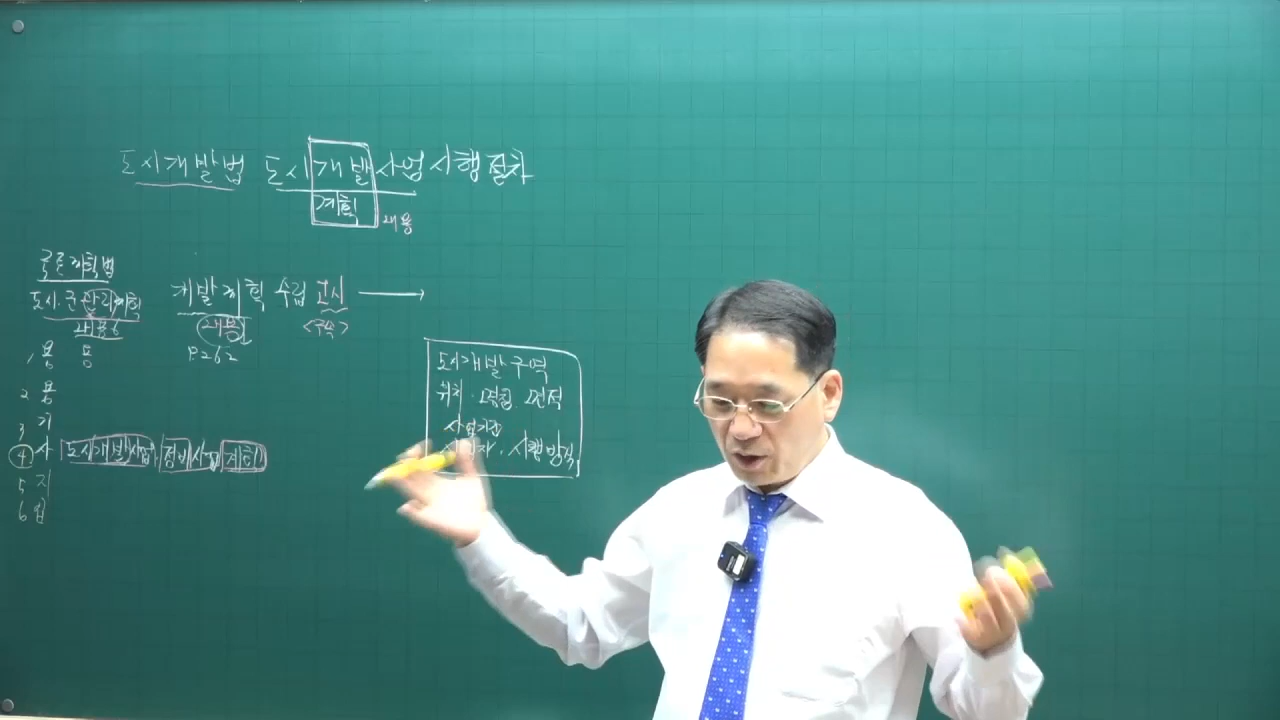 도시개발법 도시개발사업시행절차
계획 내용
국토계획법
도시·군관리계획
내용6
1. 용 용
2 용
3 기
④ 사 도시개발사업, 정비사업 계획
5 지
6 입
개발계획 수립 고시 →
내용 <구속>
P.262
도시개발구역
위치·명칭·면적
사업기간
시행자·시행방식